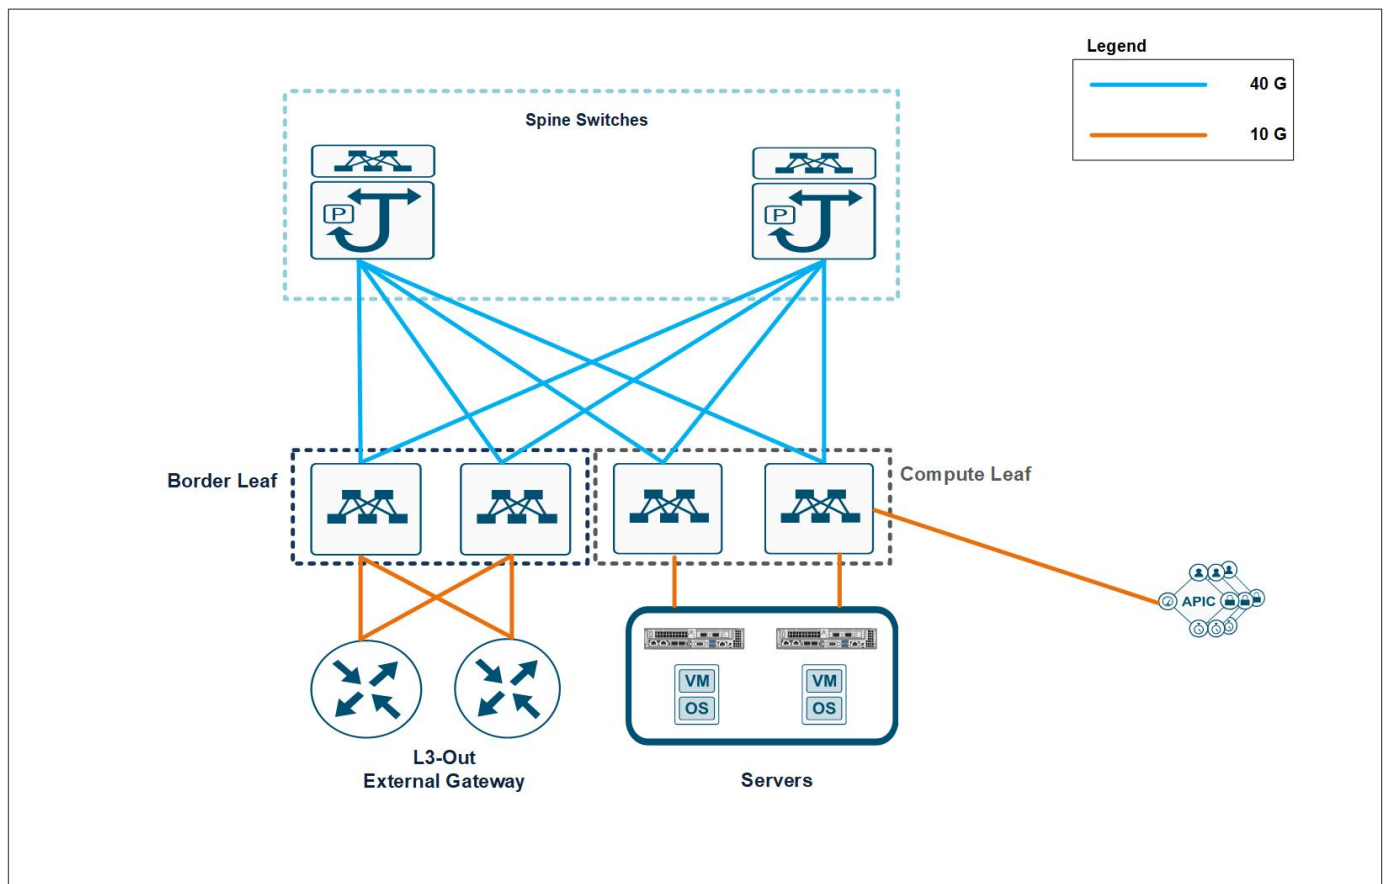 Legend
40 G
10 G
Spine Switches
P
P
Border Leaf
Compute Leaf
APIC
VM
OS
VM
OS
L3-Out
External Gateway
Servers